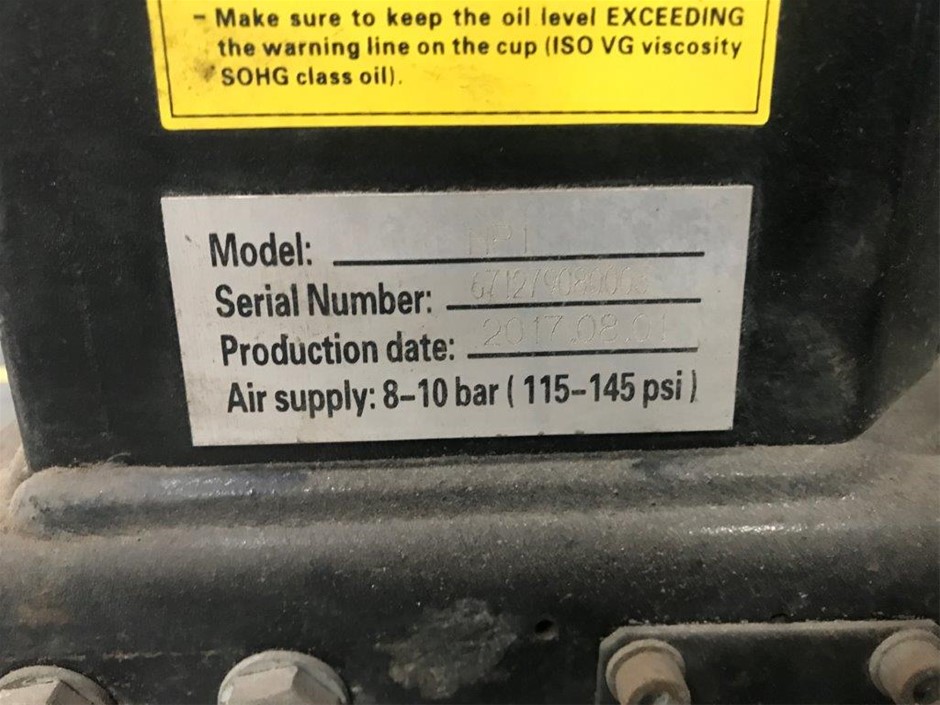 - Make sure to keep the oil level EXCEEDING
the warning line on the cup (ISO VG viscosity
SOHG class oil).
Model:
Serial Number: 671279080003
Production date: 2017.08.01
Air supply: 8-10 bar ( 115-145 psi )